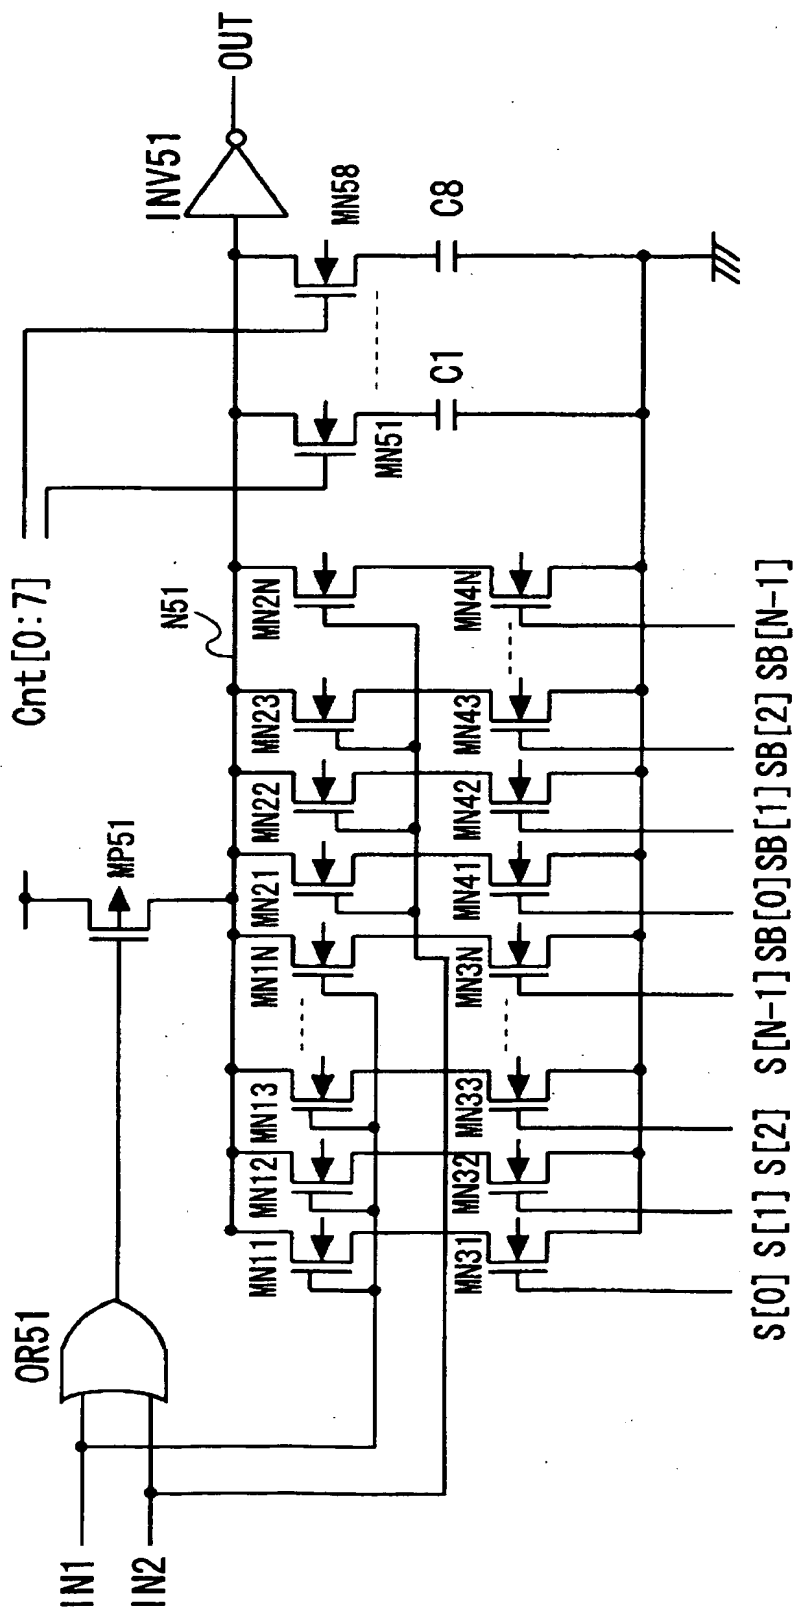 IN1
IN2
OR51
MP51
Cnt[0:7]
N51
INV51
OUT
MN11
MN12
MN13
MN1N
MN21
MN22
MN23
MN2N
MN51
MN58
C1
C8
MN31
MN32
MN33
MN3N
MN41
MN42
MN43
MN4N
S[0] S[1] S[2] S[N-1] SB[0] SB[1] SB[2] SB[N-1]